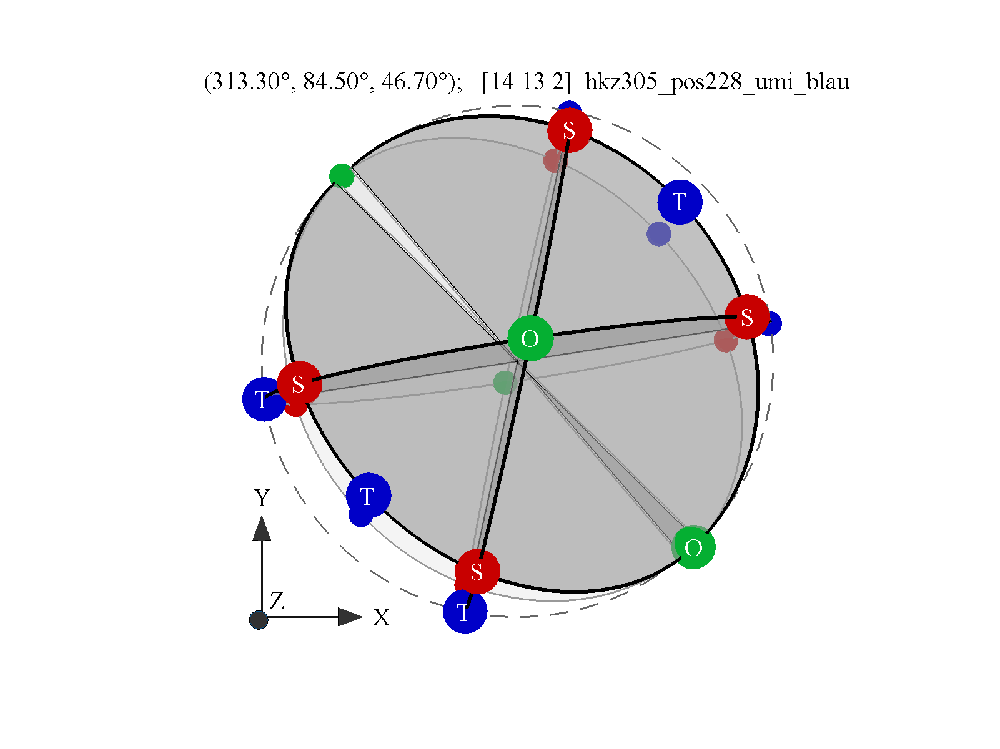 (313.30°, 84.50°, 46.70°); [14 13 2] hkz305_pos228_umi_blau
S
T
S
O
S
T
T
Y
O
S
Z
T
X